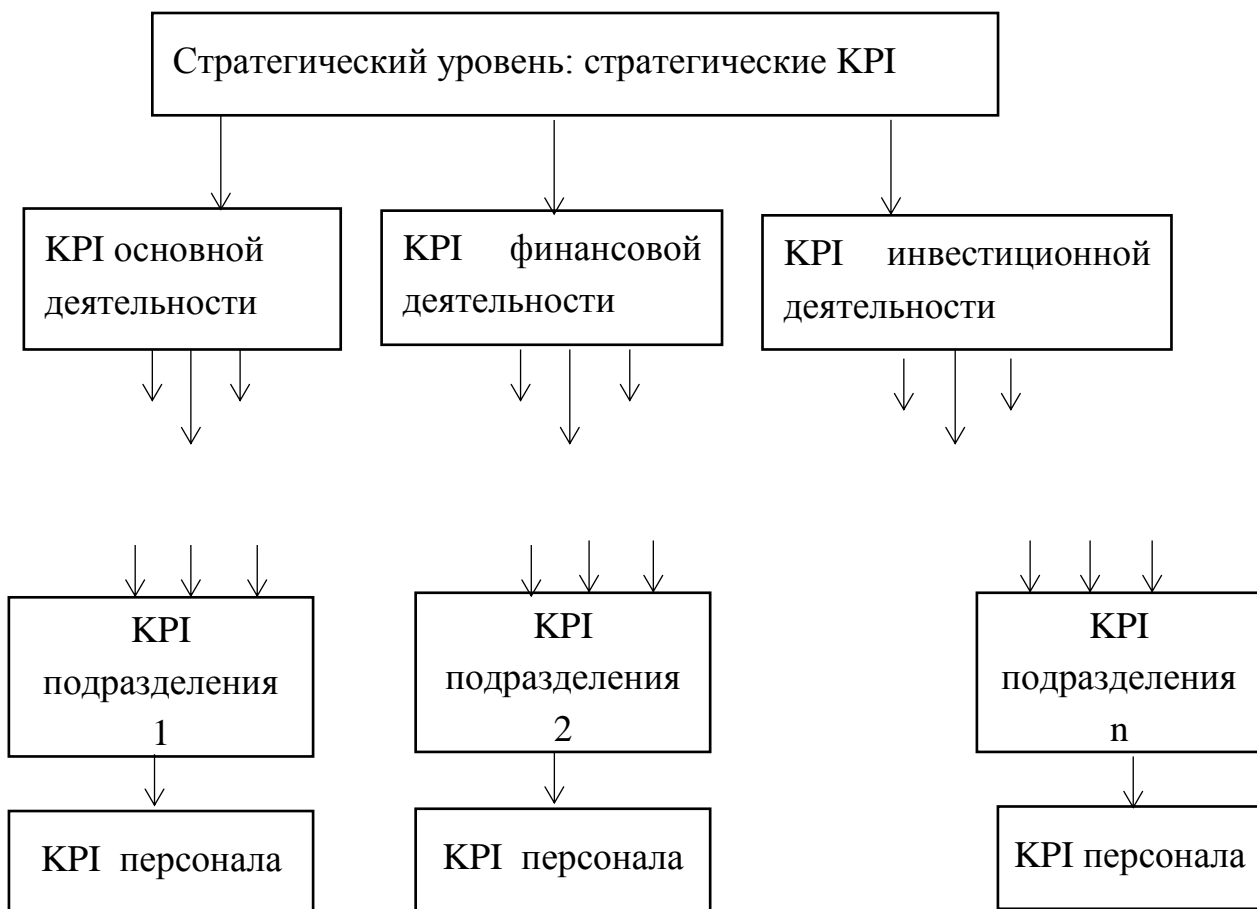 Стратегический уровень: стратегические KPI
KPI основной
деятельности
KPI финансовой
деятельности
KPI инвестиционной
деятельности
KPI
подразделения
1
KPI
подразделения
2
KPI
подразделения
n
KPI персонала
KPI персонала
KPI персонала